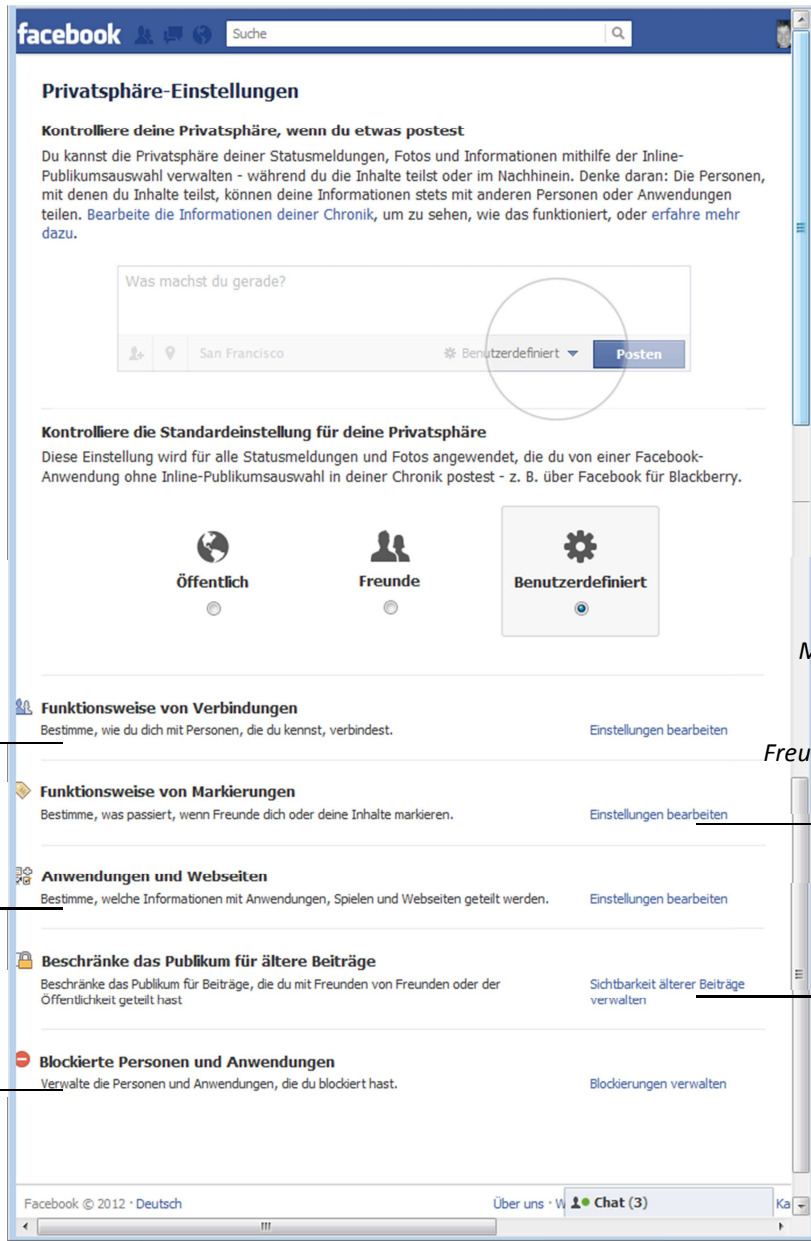 facebook Suche
Privatsphäre-Einstellungen
Kontrolliere deine Privatsphäre, wenn du etwas postest
Du kannst die Privatsphäre deiner Statusmeldungen, Fotos und Informationen mithilfe der Inline-
Publikumsauswahl verwalten - während du die Inhalte teilst oder im Nachhinein. Denke daran: Die Personen,
mit denen du Inhalte teilst, können deine Informationen stets mit anderen Personen oder Anwendungen
teilen. Bearbeite die Informationen deiner Chronik, um zu sehen, wie das funktioniert, oder erfahre mehr
dazu.
Was machst du gerade?
San Francisco Benutzerdefiniert Posten
Kontrolliere die Standardeinstellung für deine Privatsphäre
Diese Einstellung wird für alle Statusmeldungen und Fotos angewendet, die du von einer Facebook-
Anwendung ohne Inline-Publikumsauswahl in deiner Chronik postest - z. B. über Facebook für Blackberry.
Öffentlich Freunde Benutzerdefiniert
M
Funktionsweise von Verbindungen
Bestimme, wie du dich mit Personen, die du kennst, verbindest. Einstellungen bearbeiten
Freu
Funktionsweise von Markierungen
Bestimme, was passiert, wenn Freunde dich oder deine Inhalte markieren. Einstellungen bearbeiten
Anwendungen und Webseiten
Bestimme, welche Informationen mit Anwendungen, Spielen und Webseiten geteilt werden. Einstellungen bearbeiten
Beschränke das Publikum für ältere Beiträge
Beschränke das Publikum für Beiträge, die du mit Freunden von Freunden oder der Sichtbarkeit älterer Beiträge
Öffentlichkeit geteilt hast verwalten
Blockierte Personen und Anwendungen
Verwalte die Personen und Anwendungen, die du blockiert hast. Blockierungen verwalten
Facebook © 2012 · Deutsch Über uns · W Chat (3) Ka